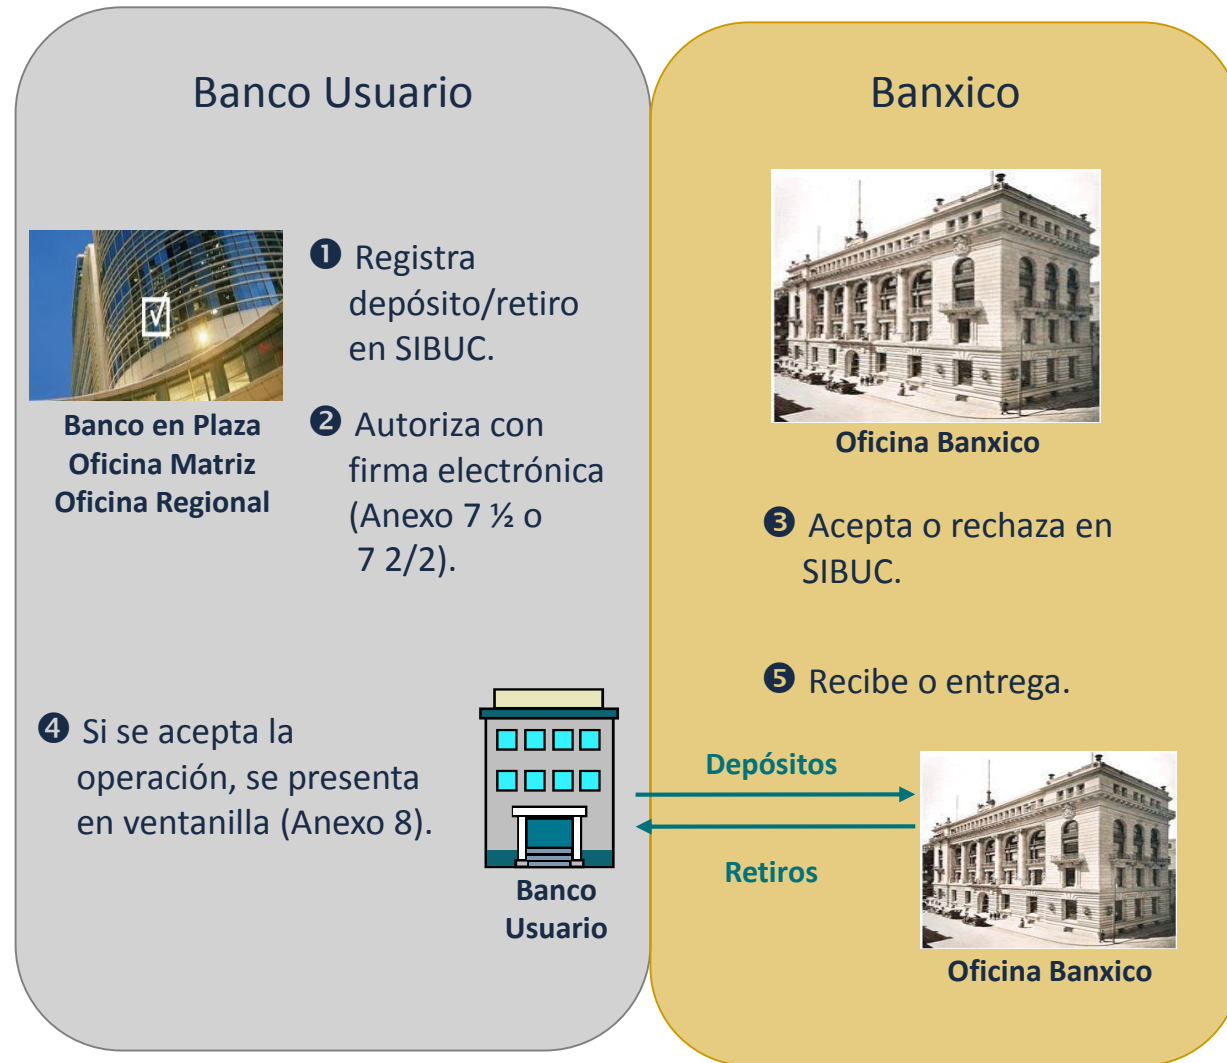 Banco Usuario
Banxico
❶ Registra
depósito/retiro
en SIBUC.
Banco en Plaza
Oficina Matriz
Oficina Regional
❷ Autoriza con
firma electrónica
(Anexo 7 ½ o
7 2/2).
Oficina Banxico
❸ Acepta o rechaza en
SIBUC.
❹ Si se acepta la
operación, se presenta
en ventanilla (Anexo 8).
Banco
Usuario
❺ Recibe o entrega.
Depósitos
Retiros
Oficina Banxico